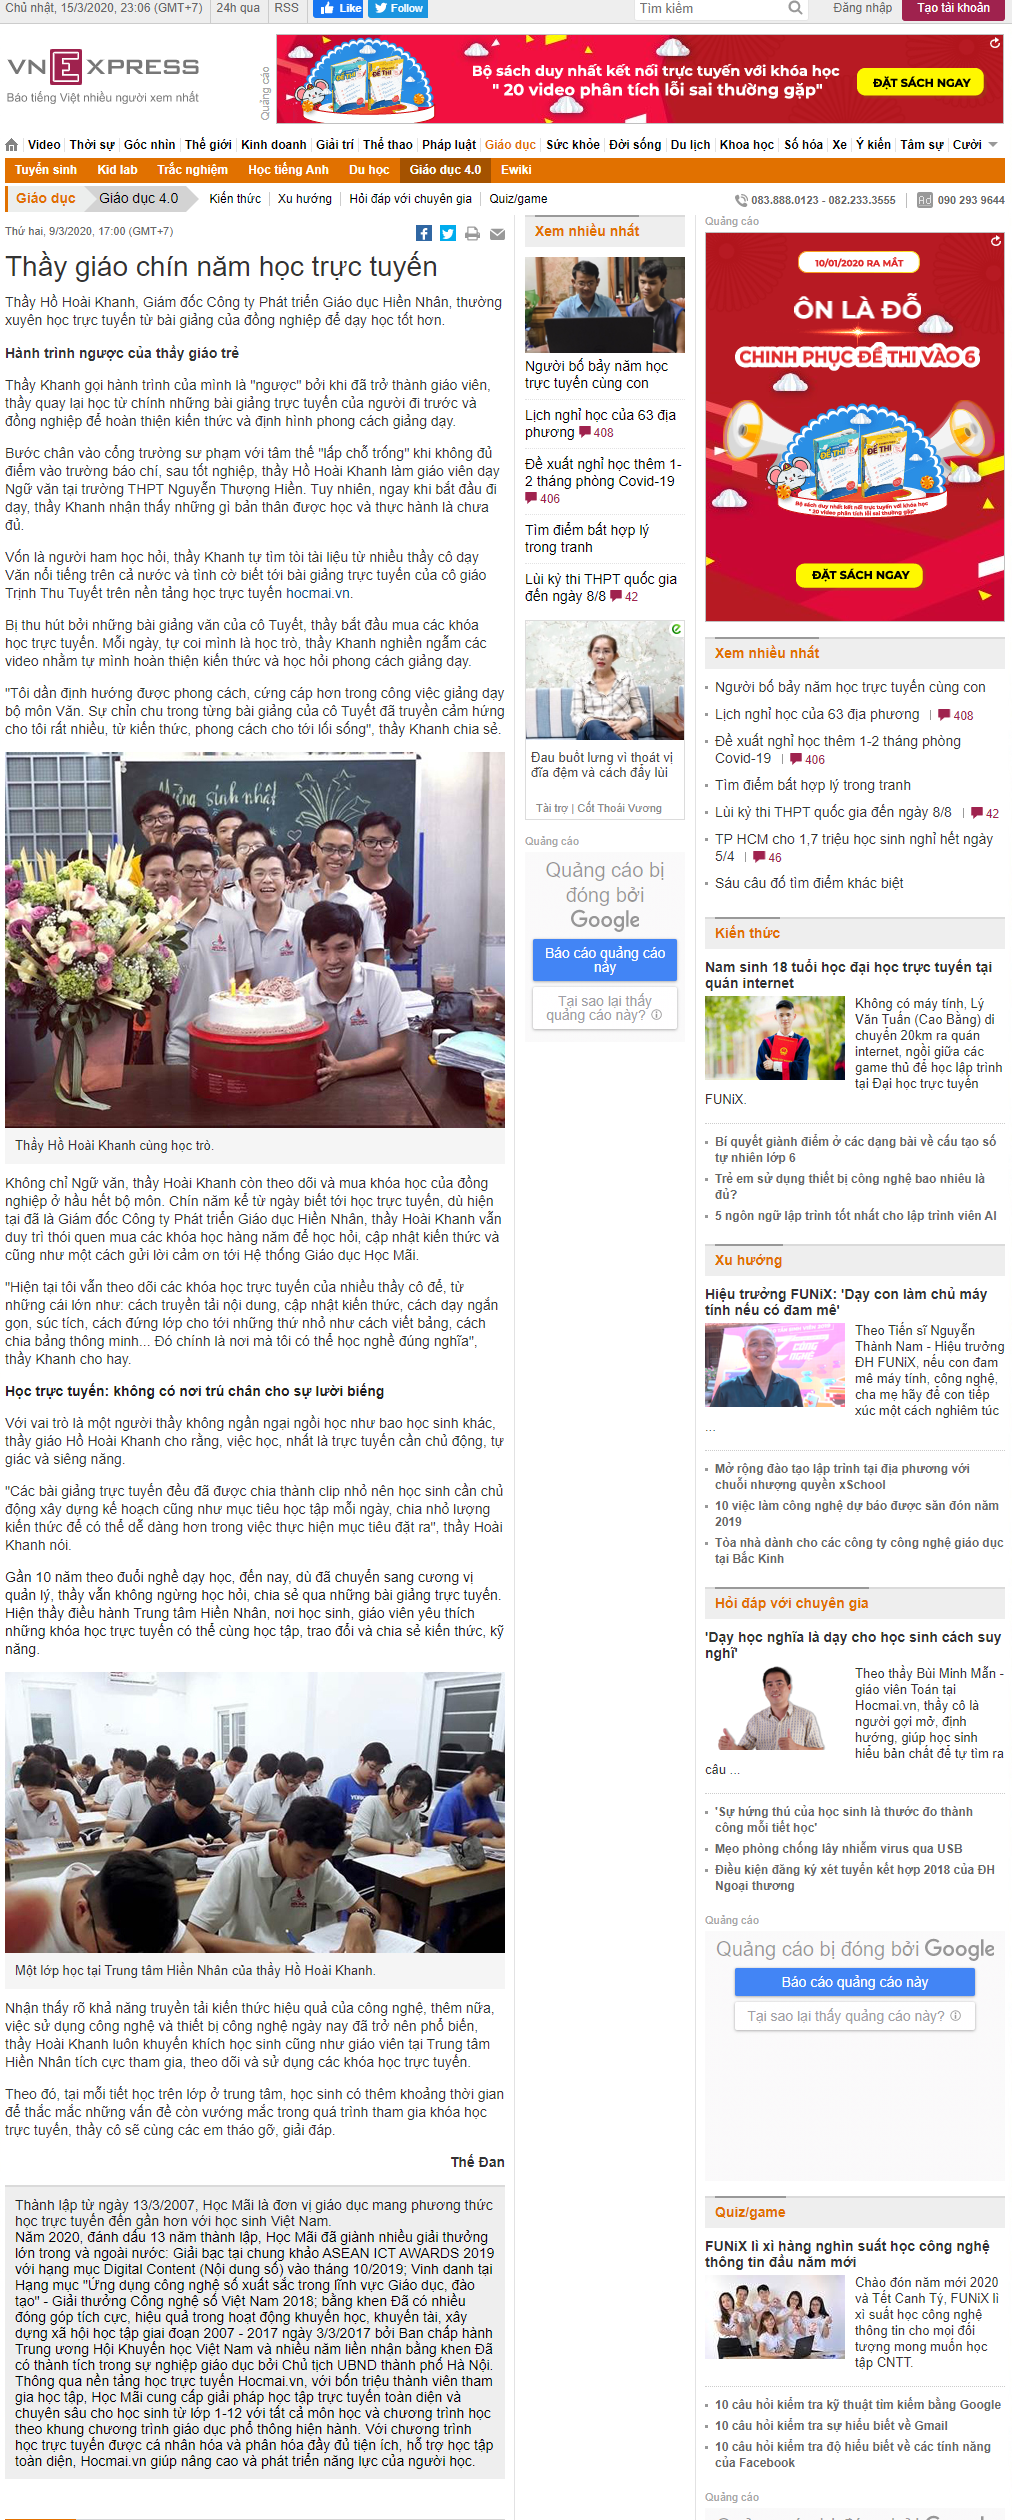 Chủ nhật, 15/3/2020, 23:06 (GMT+7)
24h qua
RSS
Like
Follow
Tìm kiếm
Đăng nhập
Tạo tài khoản
VN EXPRESS
Báo tiếng Việt nhiều người xem nhất
Quảng cáo
ĐỀ THI
ĐỀ THI
Bộ sách duy nhất kết nối trực tuyến với khóa học
" 20 video phân tích lỗi sai thường gặp"
ĐẶT SÁCH NGAY
Video Thời sự Góc nhìn Thế giới Kinh doanh Giải trí Thể thao Pháp luật Giáo dục Sức khỏe Đời sống Du lịch Khoa học Số hóa Xe Ý kiến Tâm sự Cười
Tuyển sinh Kid lab Trắc nghiệm Học tiếng Anh Du học Giáo dục 4.0 Ewiki
Giáo dục Giáo dục 4.0 Kiến thức Xu hướng Hỏi đáp với chuyên gia Quiz/game
083.888.0123 - 082.233.3555
Ad 090 293 9644
Thứ hai, 9/3/2020, 17:00 (GMT+7)
Thầy giáo chín năm học trực tuyến
Thầy Hồ Hoài Khanh, Giám đốc Công ty Phát triển Giáo dục Hiền Nhân, thường
xuyên học trực tuyến từ bài giảng của đồng nghiệp để dạy học tốt hơn.
Hành trình ngược của thầy giáo trẻ
Thầy Khanh gọi hành trình của mình là "ngược" bởi khi đã trở thành giáo viên,
thầy quay lại học từ chính những bài giảng trực tuyến của người đi trước và
đồng nghiệp để hoàn thiện kiến thức và định hình phong cách giảng dạy.
Bước chân vào cổng trường sư phạm với tâm thế "lấp chỗ trống" khi không đủ
điểm vào trường báo chí, sau tốt nghiệp, thầy Hồ Hoài Khanh làm giáo viên dạy
Ngữ văn tại trường THPT Nguyễn Thượng Hiền. Tuy nhiên, ngay khi bắt đầu đi
dạy, thầy Khanh nhận thấy những gì bản thân được học và thực hành là chưa
đủ.
Vốn là người ham học hỏi, thầy Khanh tự tìm tòi tài liệu từ nhiều thầy cô dạy
Văn nổi tiếng trên cả nước và tình cờ biết tới bài giảng trực tuyến của cô giáo
Trịnh Thu Tuyết trên nền tảng học trực tuyến hocmai.vn.
Bị thu hút bởi những bài giảng văn của cô Tuyết, thầy bắt đầu mua các khóa
học trực tuyến. Mỗi ngày, tự coi mình là học trò, thầy Khanh nghiền ngẫm các
video nhằm tự mình hoàn thiện kiến thức và học hỏi phong cách giảng dạy.
"Tôi dần định hướng được phong cách, cứng cáp hơn trong công việc giảng dạy
bộ môn Văn. Sự chỉn chu trong từng bài giảng của cô Tuyết đã truyền cảm hứng
cho tôi rất nhiều, từ kiến thức, phong cách cho tới lối sống", thầy Khanh chia sẻ.
Mừng sinh nhật
Thầy Hồ Hoài Khanh cùng học trò.
Không chỉ Ngữ văn, thầy Hoài Khanh còn theo dõi và mua khóa học của đồng
nghiệp ở hầu hết bộ môn. Chín năm kể từ ngày biết tới học trực tuyến, dù hiện
tại đã là Giám đốc Công ty Phát triển Giáo dục Hiền Nhân, thầy Hoài Khanh vẫn
duy trì thói quen mua các khóa học hàng năm để học hỏi, cập nhật kiến thức và
cũng như một cách gửi lời cảm ơn tới Hệ thống Giáo dục Học Mãi.
"Hiện tại tôi vẫn theo dõi các khóa học trực tuyến của nhiều thầy cô để, từ
những cái lớn như: cách truyền tải nội dung, cập nhật kiến thức, cách dạy ngắn
gọn, súc tích, cách đứng lớp cho tới những thứ nhỏ như cách viết bảng, cách
chia bảng thông minh... Đó chính là nơi mà tôi có thể học nghề đúng nghĩa",
thầy Khanh cho hay.
Học trực tuyến: không có nơi trú chân cho sự lười biếng
Với vai trò là một người thầy không ngần ngại ngồi học như bao học sinh khác,
thầy giáo Hồ Hoài Khanh cho rằng, việc học, nhất là trực tuyến cần chủ động, tự
giác và siêng năng.
"Các bài giảng trực tuyến đều đã được chia thành clip nhỏ nên học sinh cần chủ
động xây dựng kế hoạch cũng như mục tiêu học tập mỗi ngày, chia nhỏ lượng
kiến thức để có thể dễ dàng hơn trong việc thực hiện mục tiêu đặt ra", thầy Hoài
Khanh nói.
Gần 10 năm theo đuổi nghề dạy học, đến nay, dù đã chuyển sang cương vị
quản lý, thầy vẫn không ngừng học hỏi, chia sẻ qua những bài giảng trực tuyến.
Hiện thầy điều hành Trung tâm Hiền Nhân, nơi học sinh, giáo viên yêu thích
những khóa học trực tuyến có thể cùng học tập, trao đổi và chia sẻ kiến thức, kỹ
năng.
Một lớp học tại Trung tâm Hiền Nhân của thầy Hồ Hoài Khanh.
Nhận thấy rõ khả năng truyền tải kiến thức hiệu quả của công nghệ, thêm nữa,
việc sử dụng công nghệ và thiết bị công nghệ ngày nay đã trở nên phổ biến,
thầy Hoài Khanh luôn khuyến khích học sinh cũng như giáo viên tại Trung tâm
Hiền Nhân tích cực tham gia, theo dõi và sử dụng các khóa học trực tuyến.
Theo đó, tại mỗi tiết học trên lớp ở trung tâm, học sinh có thêm khoảng thời gian
để thắc mắc những vấn đề còn vướng mắc trong quá trình tham gia khóa học
trực tuyến, thầy cô sẽ cùng các em tháo gỡ, giải đáp.
Thế Đan
Thành lập từ ngày 13/3/2007, Học Mãi là đơn vị giáo dục mang phương thức
học trực tuyến đến gần hơn với học sinh Việt Nam.
Năm 2020, đánh dấu 13 năm thành lập, Học Mãi đã giành nhiều giải thưởng
lớn trong và ngoài nước: Giải bạc tại chung khảo ASEAN ICT AWARDS 2019
với hạng mục Digital Content (Nội dung số) vào tháng 10/2019; Vinh danh tại
Hạng mục "Ứng dụng công nghệ số xuất sắc trong lĩnh vực Giáo dục, đào
tạo" - Giải thưởng Công nghệ số Việt Nam 2018; bằng khen Đã có nhiều
đóng góp tích cực, hiệu quả trong hoạt động khuyến học, khuyến tài, xây
dựng xã hội học tập giai đoạn 2007 - 2017 ngày 3/3/2017 bởi Ban chấp hành
Trung ương Hội Khuyến học Việt Nam và nhiều năm liền nhận bằng khen Đã
có thành tích trong sự nghiệp giáo dục bởi Chủ tịch UBND thành phố Hà Nội.
Thông qua nền tảng học trực tuyến Hocmai.vn, với bốn triệu thành viên tham
gia học tập, Học Mãi cung cấp giải pháp học tập trực tuyến toàn diện và
chuyên sâu cho học sinh từ lớp 1-12 với tất cả môn học và chương trình học
theo khung chương trình giáo dục phổ thông hiện hành. Với chương trình
học trực tuyến được cá nhân hóa và phân hóa đầy đủ tiện ích, hỗ trợ học tập
toàn diện, Hocmai.vn giúp nâng cao và phát triển năng lực của người học.
Xem nhiều nhất
Người bố bảy năm học
trực tuyến cùng con
Lịch nghỉ học của 63 địa
phương 408
Đề xuất nghỉ học thêm 1-
2 tháng phòng Covid-19
406
Tìm điểm bất hợp lý
trong tranh
Lùi kỳ thi THPT quốc gia
đến ngày 8/8 42
Đau buốt lưng vì thoát vị
đĩa đệm và cách đẩy lùi
Tài trợ | Cốt Thoái Vương
Quảng cáo
Quảng cáo bị
đóng bởi
Google
Báo cáo quảng cáo
này
Tại sao lại thấy
quảng cáo này?
Quảng cáo
10/01/2020 RA MẮT
ÔN LÀ ĐỖ
CHINH PHỤC ĐỀ THI VÀO 6
ĐỀ THI
ĐỀ THI
Bộ sách duy nhất kết nối trực tuyến với khóa học
" 20 video phân tích lỗi sai thường gặp"
ĐẶT SÁCH NGAY
Xem nhiều nhất
Người bố bảy năm học trực tuyến cùng con
Lịch nghỉ học của 63 địa phương 408
Đề xuất nghỉ học thêm 1-2 tháng phòng
Covid-19 406
Tìm điểm bất hợp lý trong tranh
Lùi kỳ thi THPT quốc gia đến ngày 8/8 42
TP HCM cho 1,7 triệu học sinh nghỉ hết ngày
5/4 46
Sáu câu đố tìm điểm khác biệt
Kiến thức
Nam sinh 18 tuổi học đại học trực tuyến tại
quán internet
Không có máy tính, Lý
Văn Tuấn (Cao Bằng) di
chuyển 20km ra quán
internet, ngồi giữa các
game thủ để học lập trình
tại Đại học trực tuyến
FUNiX.
Bí quyết giành điểm ở các dạng bài về cấu tạo số
tự nhiên lớp 6
Trẻ em sử dụng thiết bị công nghệ bao nhiêu là
đủ?
5 ngôn ngữ lập trình tốt nhất cho lập trình viên AI
Xu hướng
Hiệu trưởng FUNiX: 'Dạy con làm chủ máy
tính nếu có đam mê'
Theo Tiến sĩ Nguyễn
Thành Nam - Hiệu trưởng
ĐH FUNiX, nếu con đam
mê máy tính, công nghệ,
cha mẹ hãy để con tiếp
xúc một cách nghiêm túc
...
Mở rộng đào tạo lập trình tại địa phương với
chuỗi nhượng quyền xSchool
10 việc làm công nghệ dự báo được săn đón năm
2019
Tòa nhà dành cho các công ty công nghệ giáo dục
tại Bắc Kinh
Hỏi đáp với chuyên gia
'Dạy học nghĩa là dạy cho học sinh cách suy
nghĩ'
Theo thầy Bùi Minh Mẫn -
giáo viên Toán tại
Hocmai.vn, thầy cô là
người gợi mở, định
hướng, giúp học sinh
hiểu bản chất để tự tìm ra
câu ...
'Sự hứng thú của học sinh là thước đo thành
công mỗi tiết học'
Mẹo phòng chống lây nhiễm virus qua USB
Điều kiện đăng ký xét tuyển kết hợp 2018 của ĐH
Ngoại thương
Quảng cáo
Quảng cáo bị đóng bởi Google
Báo cáo quảng cáo này
Tại sao lại thấy quảng cáo này?
Quiz/game
FUNiX lì xì hàng nghìn suất học công nghệ
thông tin đầu năm mới
Chào đón năm mới 2020
và Tết Canh Tý, FUNiX lì
xì suất học công nghệ
thông tin cho mọi đối
tượng mong muốn học
tập CNTT.
10 câu hỏi kiểm tra kỹ thuật tìm kiếm bằng Google
10 câu hỏi kiểm tra sự hiểu biết về Gmail
10 câu hỏi kiểm tra độ hiểu biết về các tính năng
của Facebook
Quảng cáo